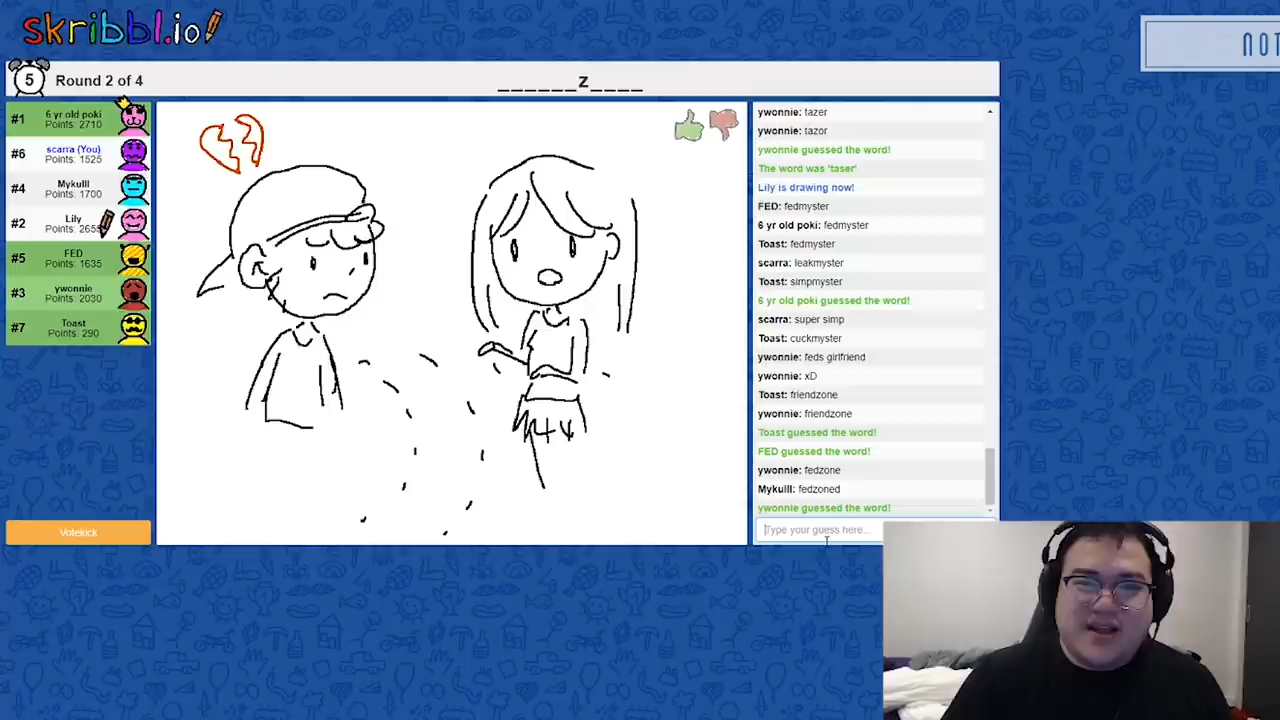 skribbl.io
NOT
5
Round 2 of 4
______z____
#1
6 yr old poki
Points: 2710
#6
scarra (You)
Points: 1525
#4
Mykulll
Points: 1700
#2
Lily
Points: 265
#5
FED
Points: 1635
#3
ywonnie
Points: 2030
#7
Toast
Points: 290
Votekick
ywonnie: tazer
ywonnie: tazor
ywonnie guessed the word!
The word was 'taser'
Lily is drawing now!
FED: fedmyster
6 yr old poki: fedmyster
Toast: fedmyster
scarra: leakmyster
Toast: simpmyster
6 yr old poki guessed the word!
scarra: super simp
Toast: cuckmyster
ywonnie: feds girlfriend
ywonnie: xD
Toast: friendzone
ywonnie: friendzone
Toast guessed the word!
FED guessed the word!
ywonnie: fedzone
Mykulll: fedzoned
ywonnie guessed the word!
Type your guess here...